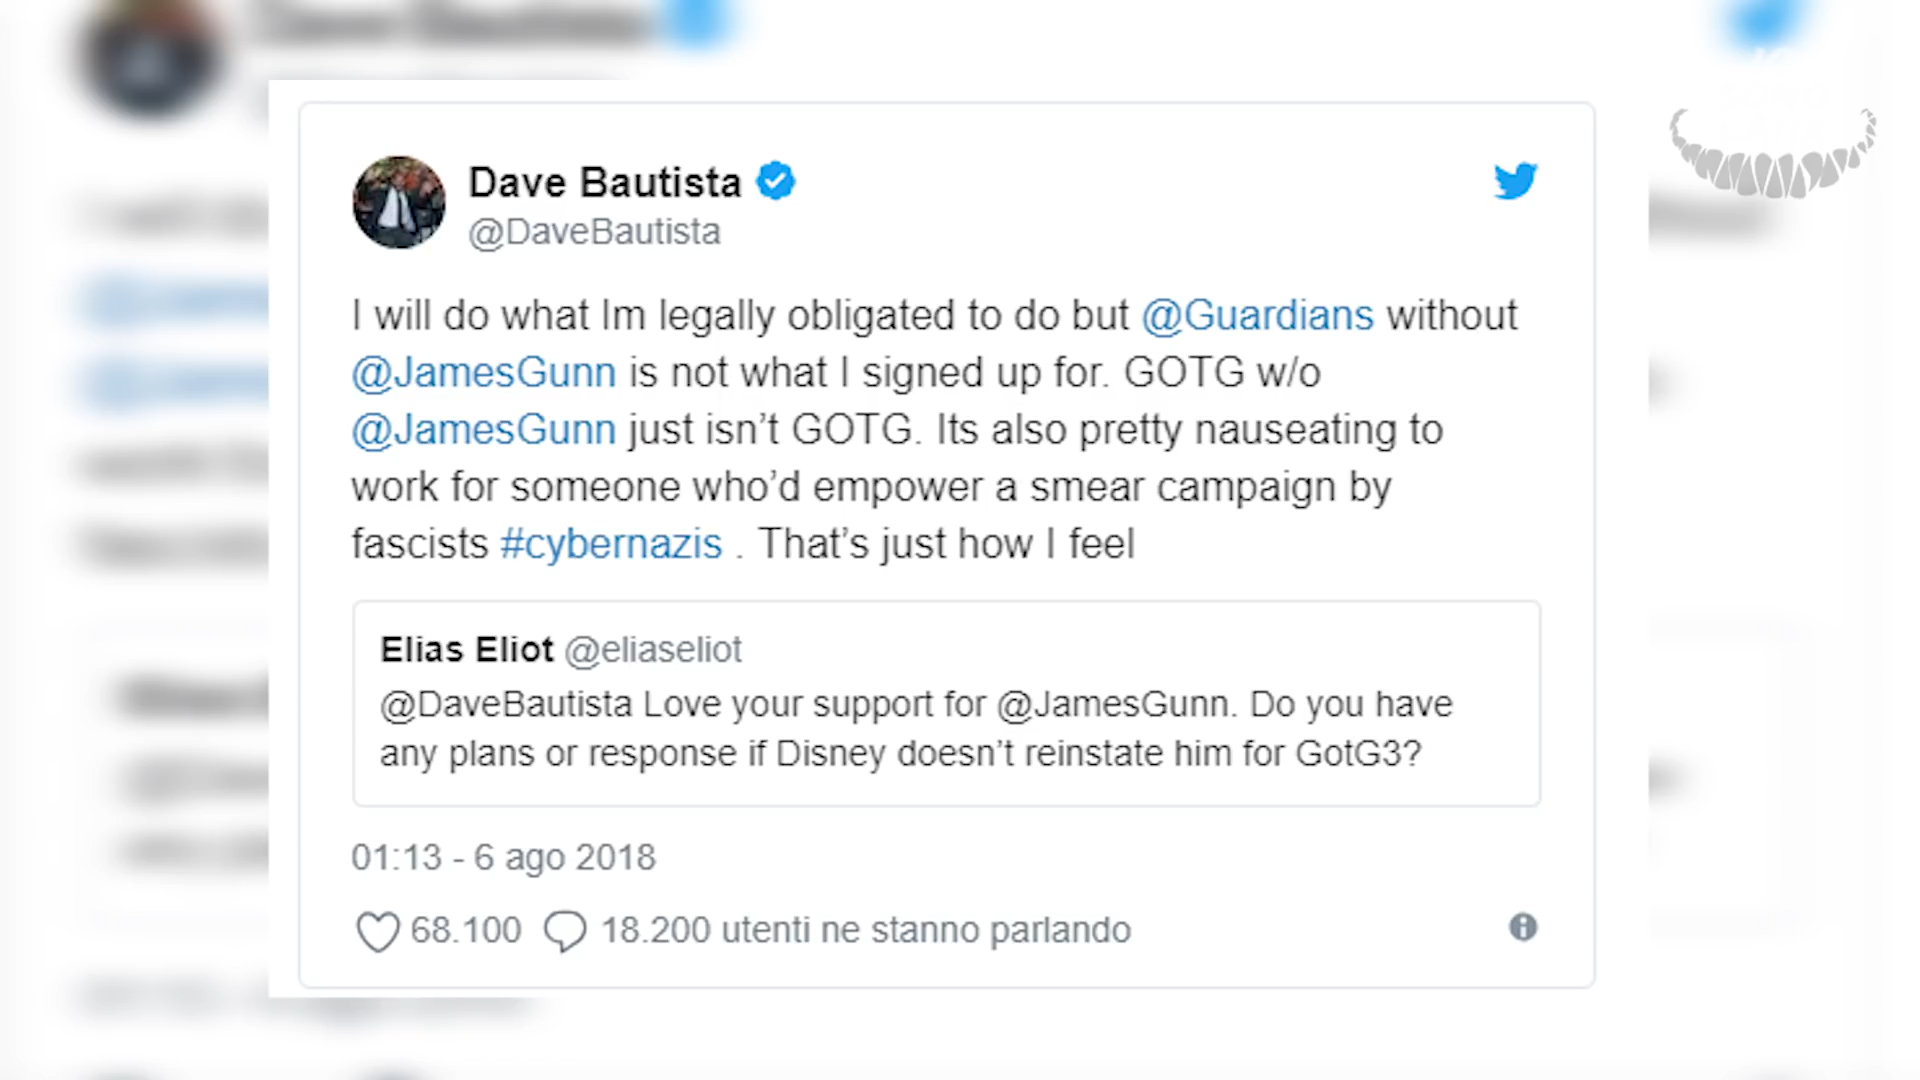 Dave Bautista
@DaveBautista
I will do what Im legally obligated to do but @Guardians without
@JamesGunn is not what I signed up for. GOTG w/o
@JamesGunn just isn’t GOTG. Its also pretty nauseating to
work for someone who’d empower a smear campaign by
fascists #cybernazis . That’s just how I feel
Elias Eliot @eliaseliot
@DaveBautista Love your support for @JamesGunn. Do you have
any plans or response if Disney doesn’t reinstate him for GotG3?
01:13 - 6 ago 2018
68.100 18.200 utenti ne stanno parlando